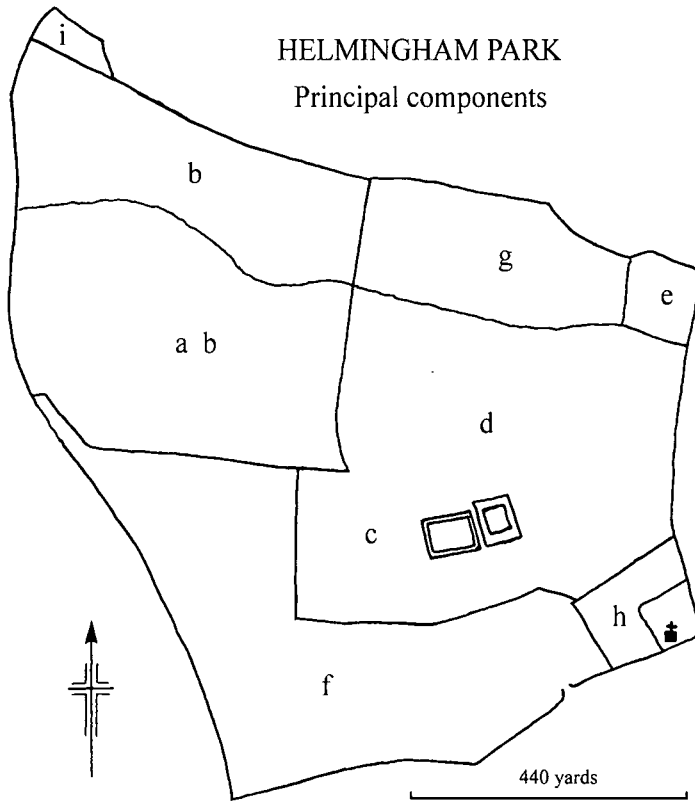 HELMINGHAM PARK
Principal components
i
b
g
e
a b
d
c
h
f
440 yards